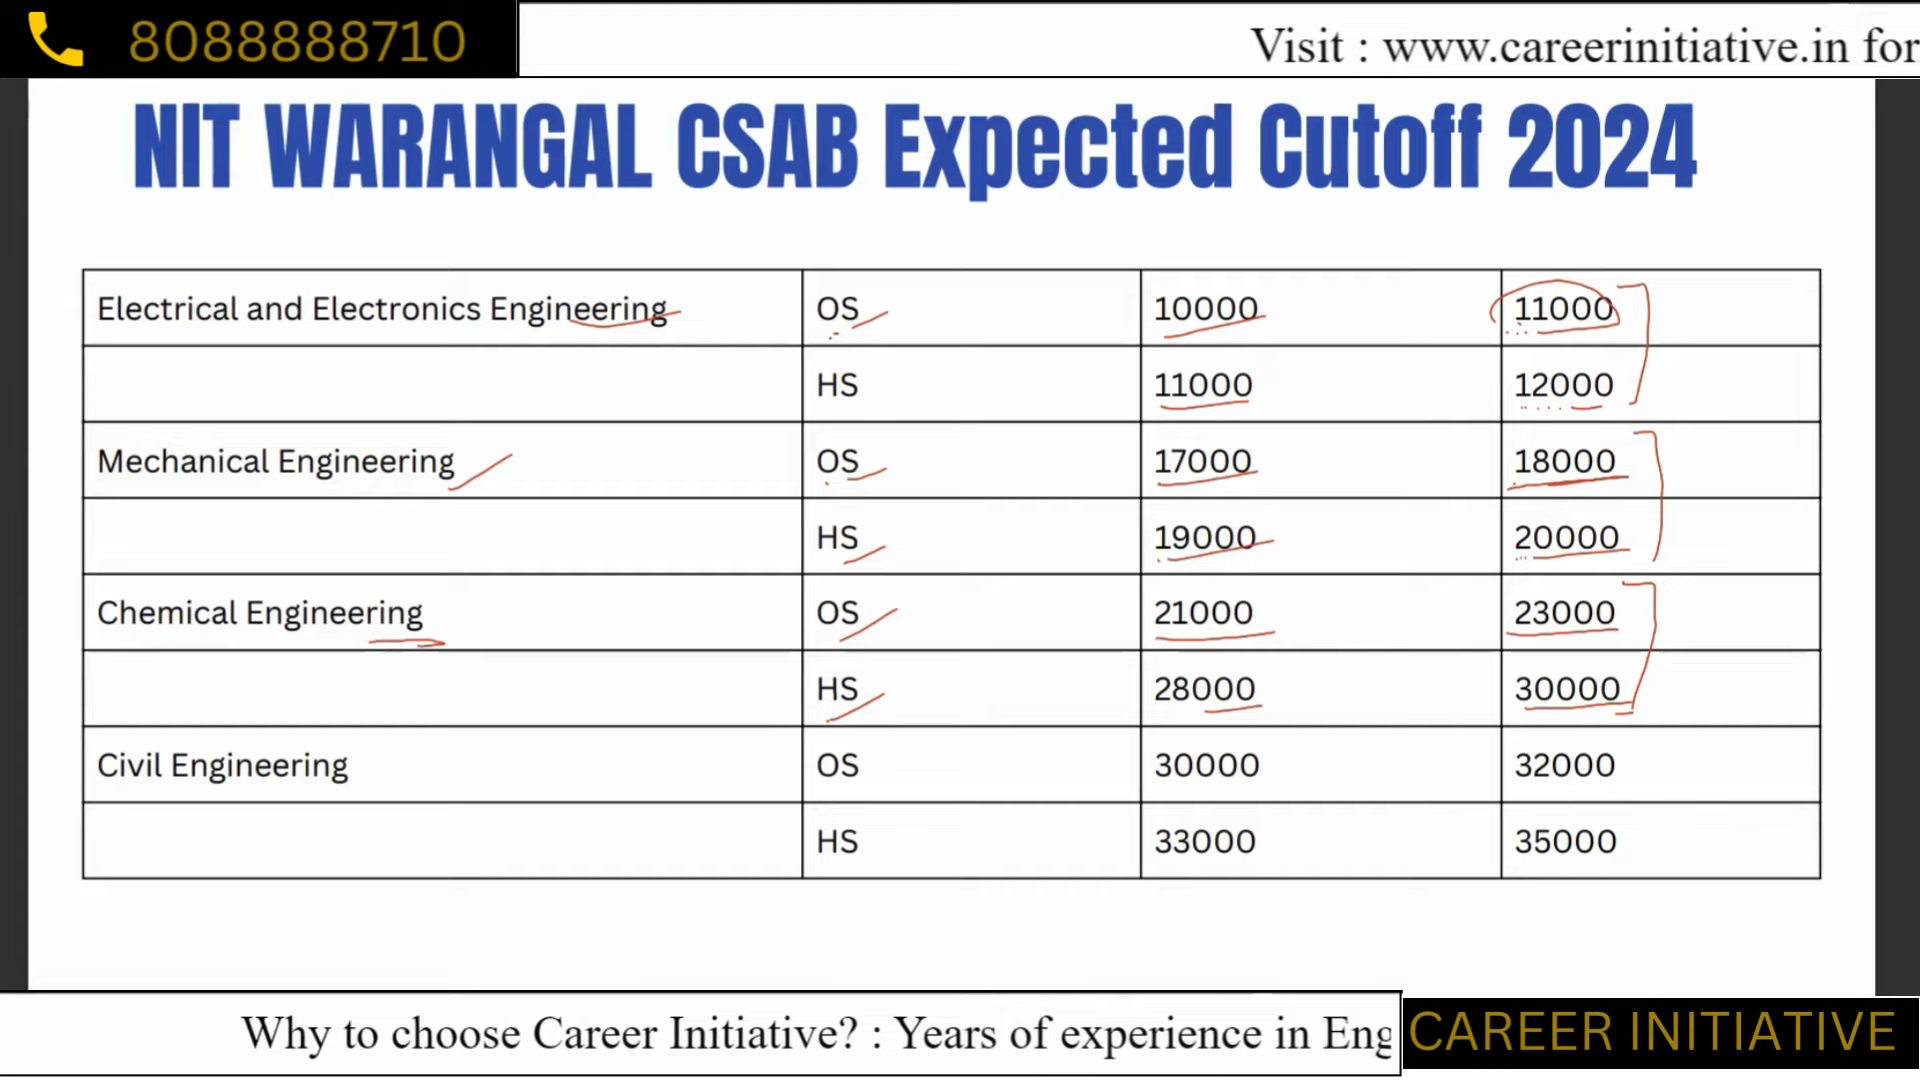 8088888710
Visit : www.careerinitiative.in for
NIT WARANGAL CSAB Expected Cutoff 2024
Electrical and Electronics Engineering OS 10000 11000
HS 11000 12000
Mechanical Engineering OS 17000 18000
HS 19000 20000
Chemical Engineering OS 21000 23000
HS 28000 30000
Civil Engineering OS 30000 32000
HS 33000 35000
Why to choose Career Initiative? : Years of experience in Eng
CAREER INITIATIVE